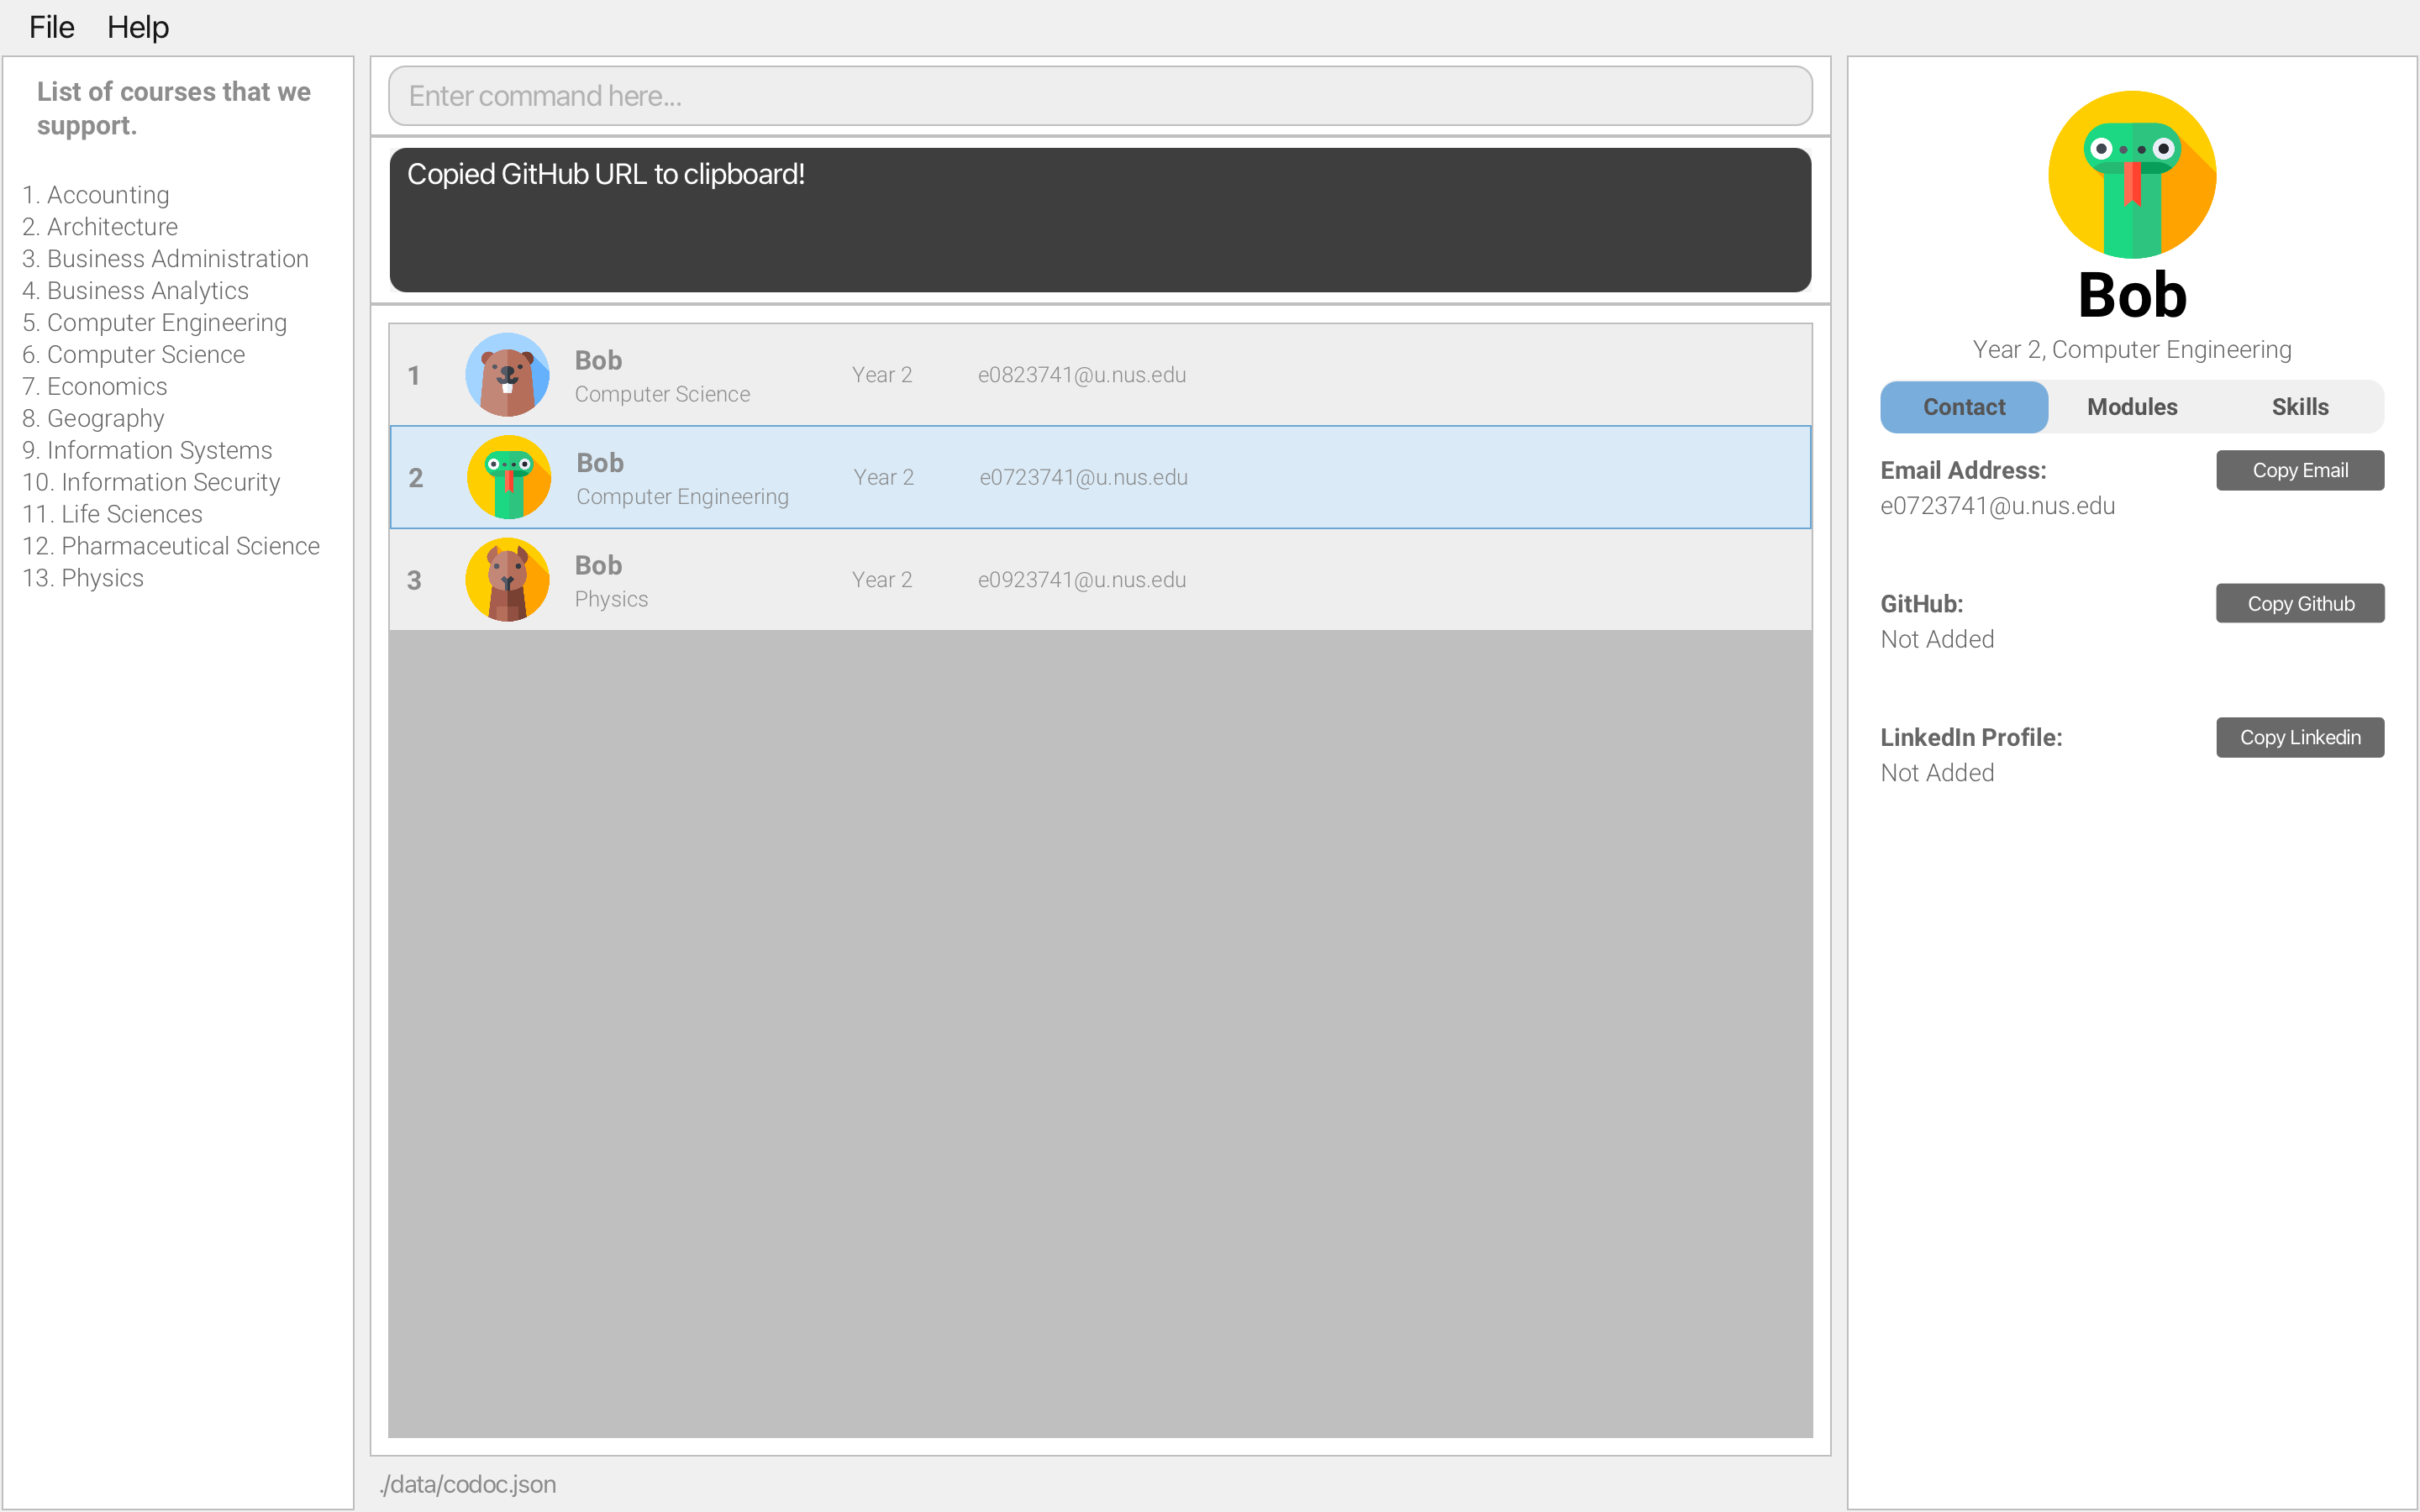 File Help
List of courses that we
support.
1. Accounting
2. Architecture
3. Business Administration
4. Business Analytics
5. Computer Engineering
6. Computer Science
7. Economics
8. Geography
9. Information Systems
10. Information Security
11. Life Sciences
12. Pharmaceutical Science
13. Physics
Enter command here...
Copied GitHub URL to clipboard!
1 Bob Year 2 e0823741@u.nus.edu
Computer Science
2 Bob Year 2 e0723741@u.nus.edu
Computer Engineering
3 Bob Year 2 e0923741@u.nus.edu
Physics
./data/codoc.json
Bob
Year 2, Computer Engineering
Contact Modules Skills
Email Address: Copy Email
e0723741@u.nus.edu
GitHub: Copy Github
Not Added
LinkedIn Profile: Copy Linkedin
Not Added